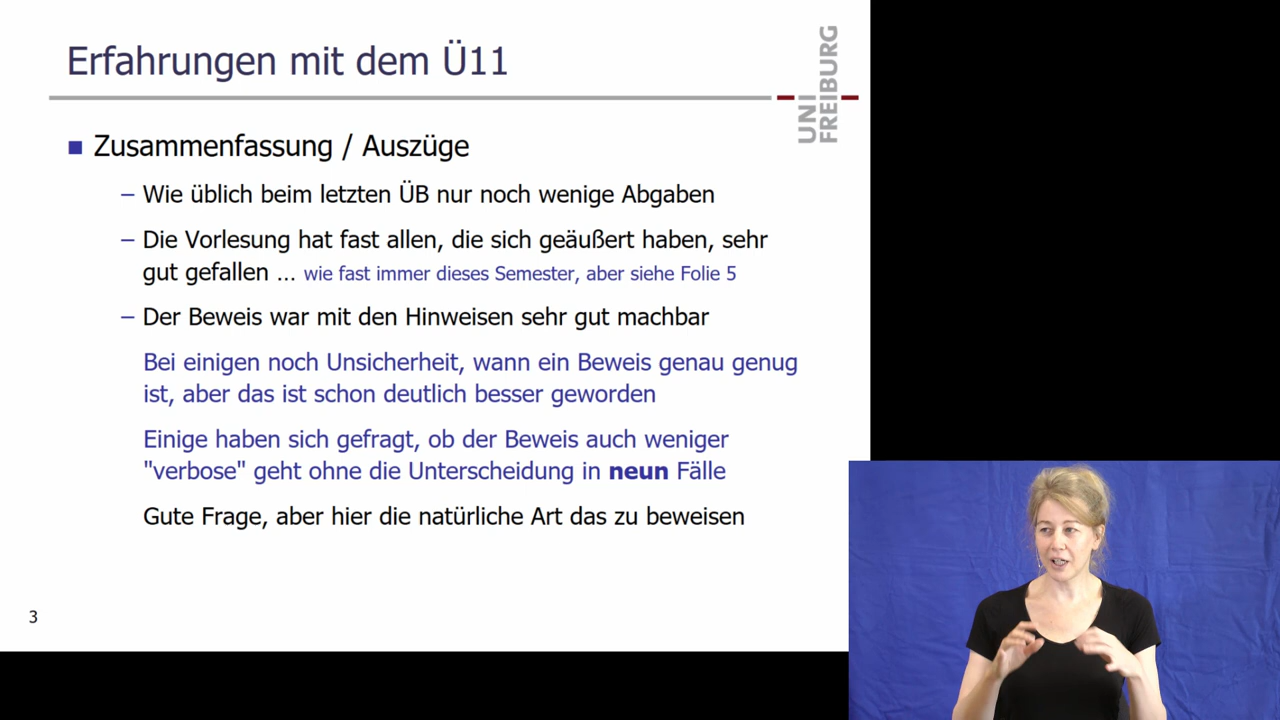 Erfahrungen mit dem Ü11
UNI
FREIBURG
Zusammenfassung / Auszüge
– Wie üblich beim letzten ÜB nur noch wenige Abgaben
– Die Vorlesung hat fast allen, die sich geäußert haben, sehr
gut gefallen … wie fast immer dieses Semester, aber siehe Folie 5
– Der Beweis war mit den Hinweisen sehr gut machbar
Bei einigen noch Unsicherheit, wann ein Beweis genau genug
ist, aber das ist schon deutlich besser geworden
Einige haben sich gefragt, ob der Beweis auch weniger
"verbose" geht ohne die Unterscheidung in neun Fälle
Gute Frage, aber hier die natürliche Art das zu beweisen
3